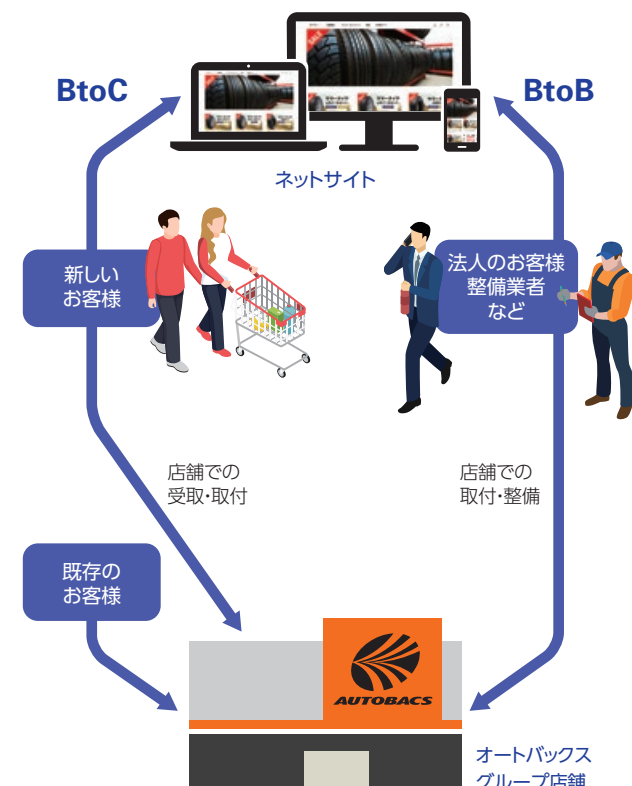 BtoC
BtoB
SALE
ネットサイト
新しい
お客様
法人のお客様
整備業者
など
店舗での
受取・取付
店舗での
取付・整備
既存の
お客様
AUTOBACS
オートバックス
グループ店舗